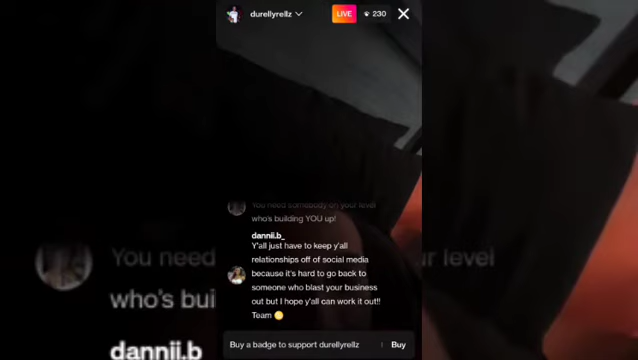 durellyrellz
LIVE
230
You need somebody on your level
who's building YOU up!
dannii.b_
Y'all just have to keep y'all
relationships off of social media
because it's hard to go back to
someone who blast your business
out but I hope y'all can work it out!!
Team
Buy a badge to support durellyrellz
Buy
You need
ur level
who's bui
dannii.b